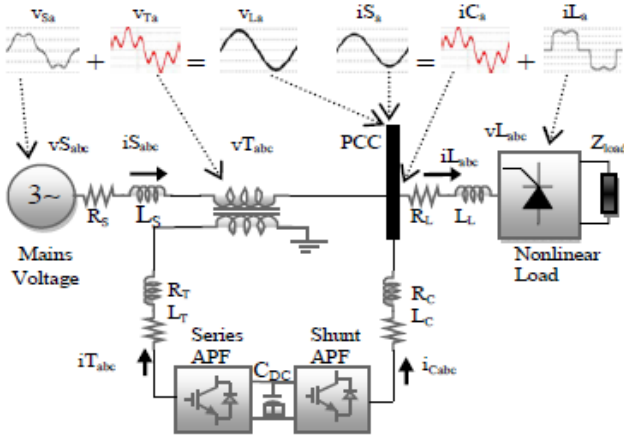 vSa + vTa = vLa iSa = iCa + iLa
vSabc iSabc vTabc PCC iLabc vLabc Zload
3~
RS LS RL LL
Mains Voltage
Nonlinear Load
RT
LT
RC
LC
Series APF
Shunt APF
iTabc
CDC
iCabc